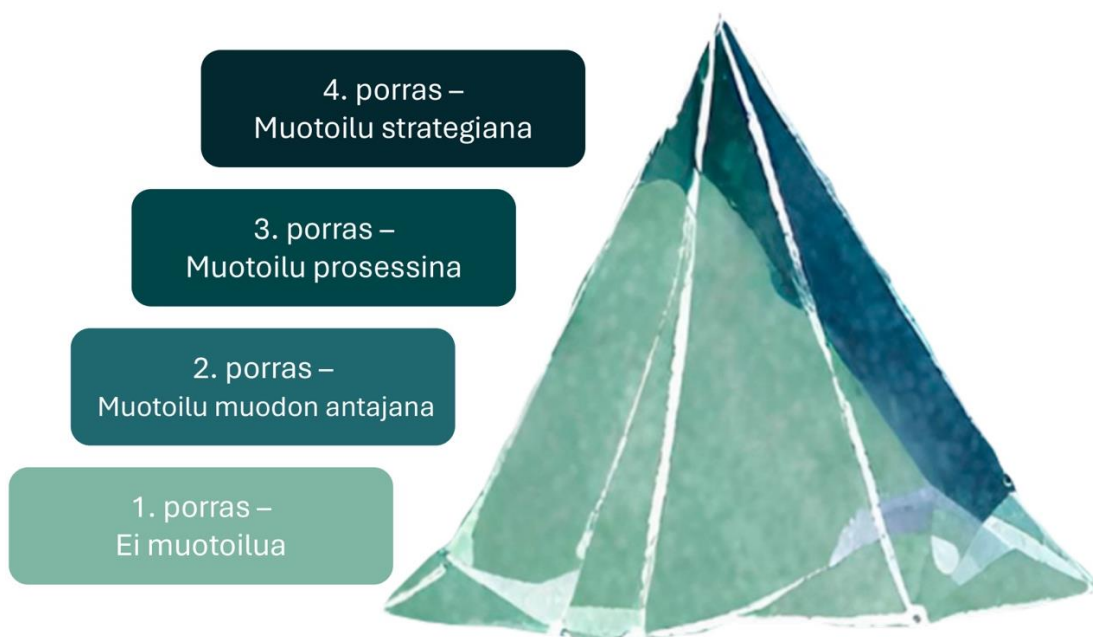 4. porras –
Muotoilu strategiana
3. porras –
Muotoilu prosessina
2. porras –
Muotoilu muodon antajana
1. porras –
Ei muotoilua